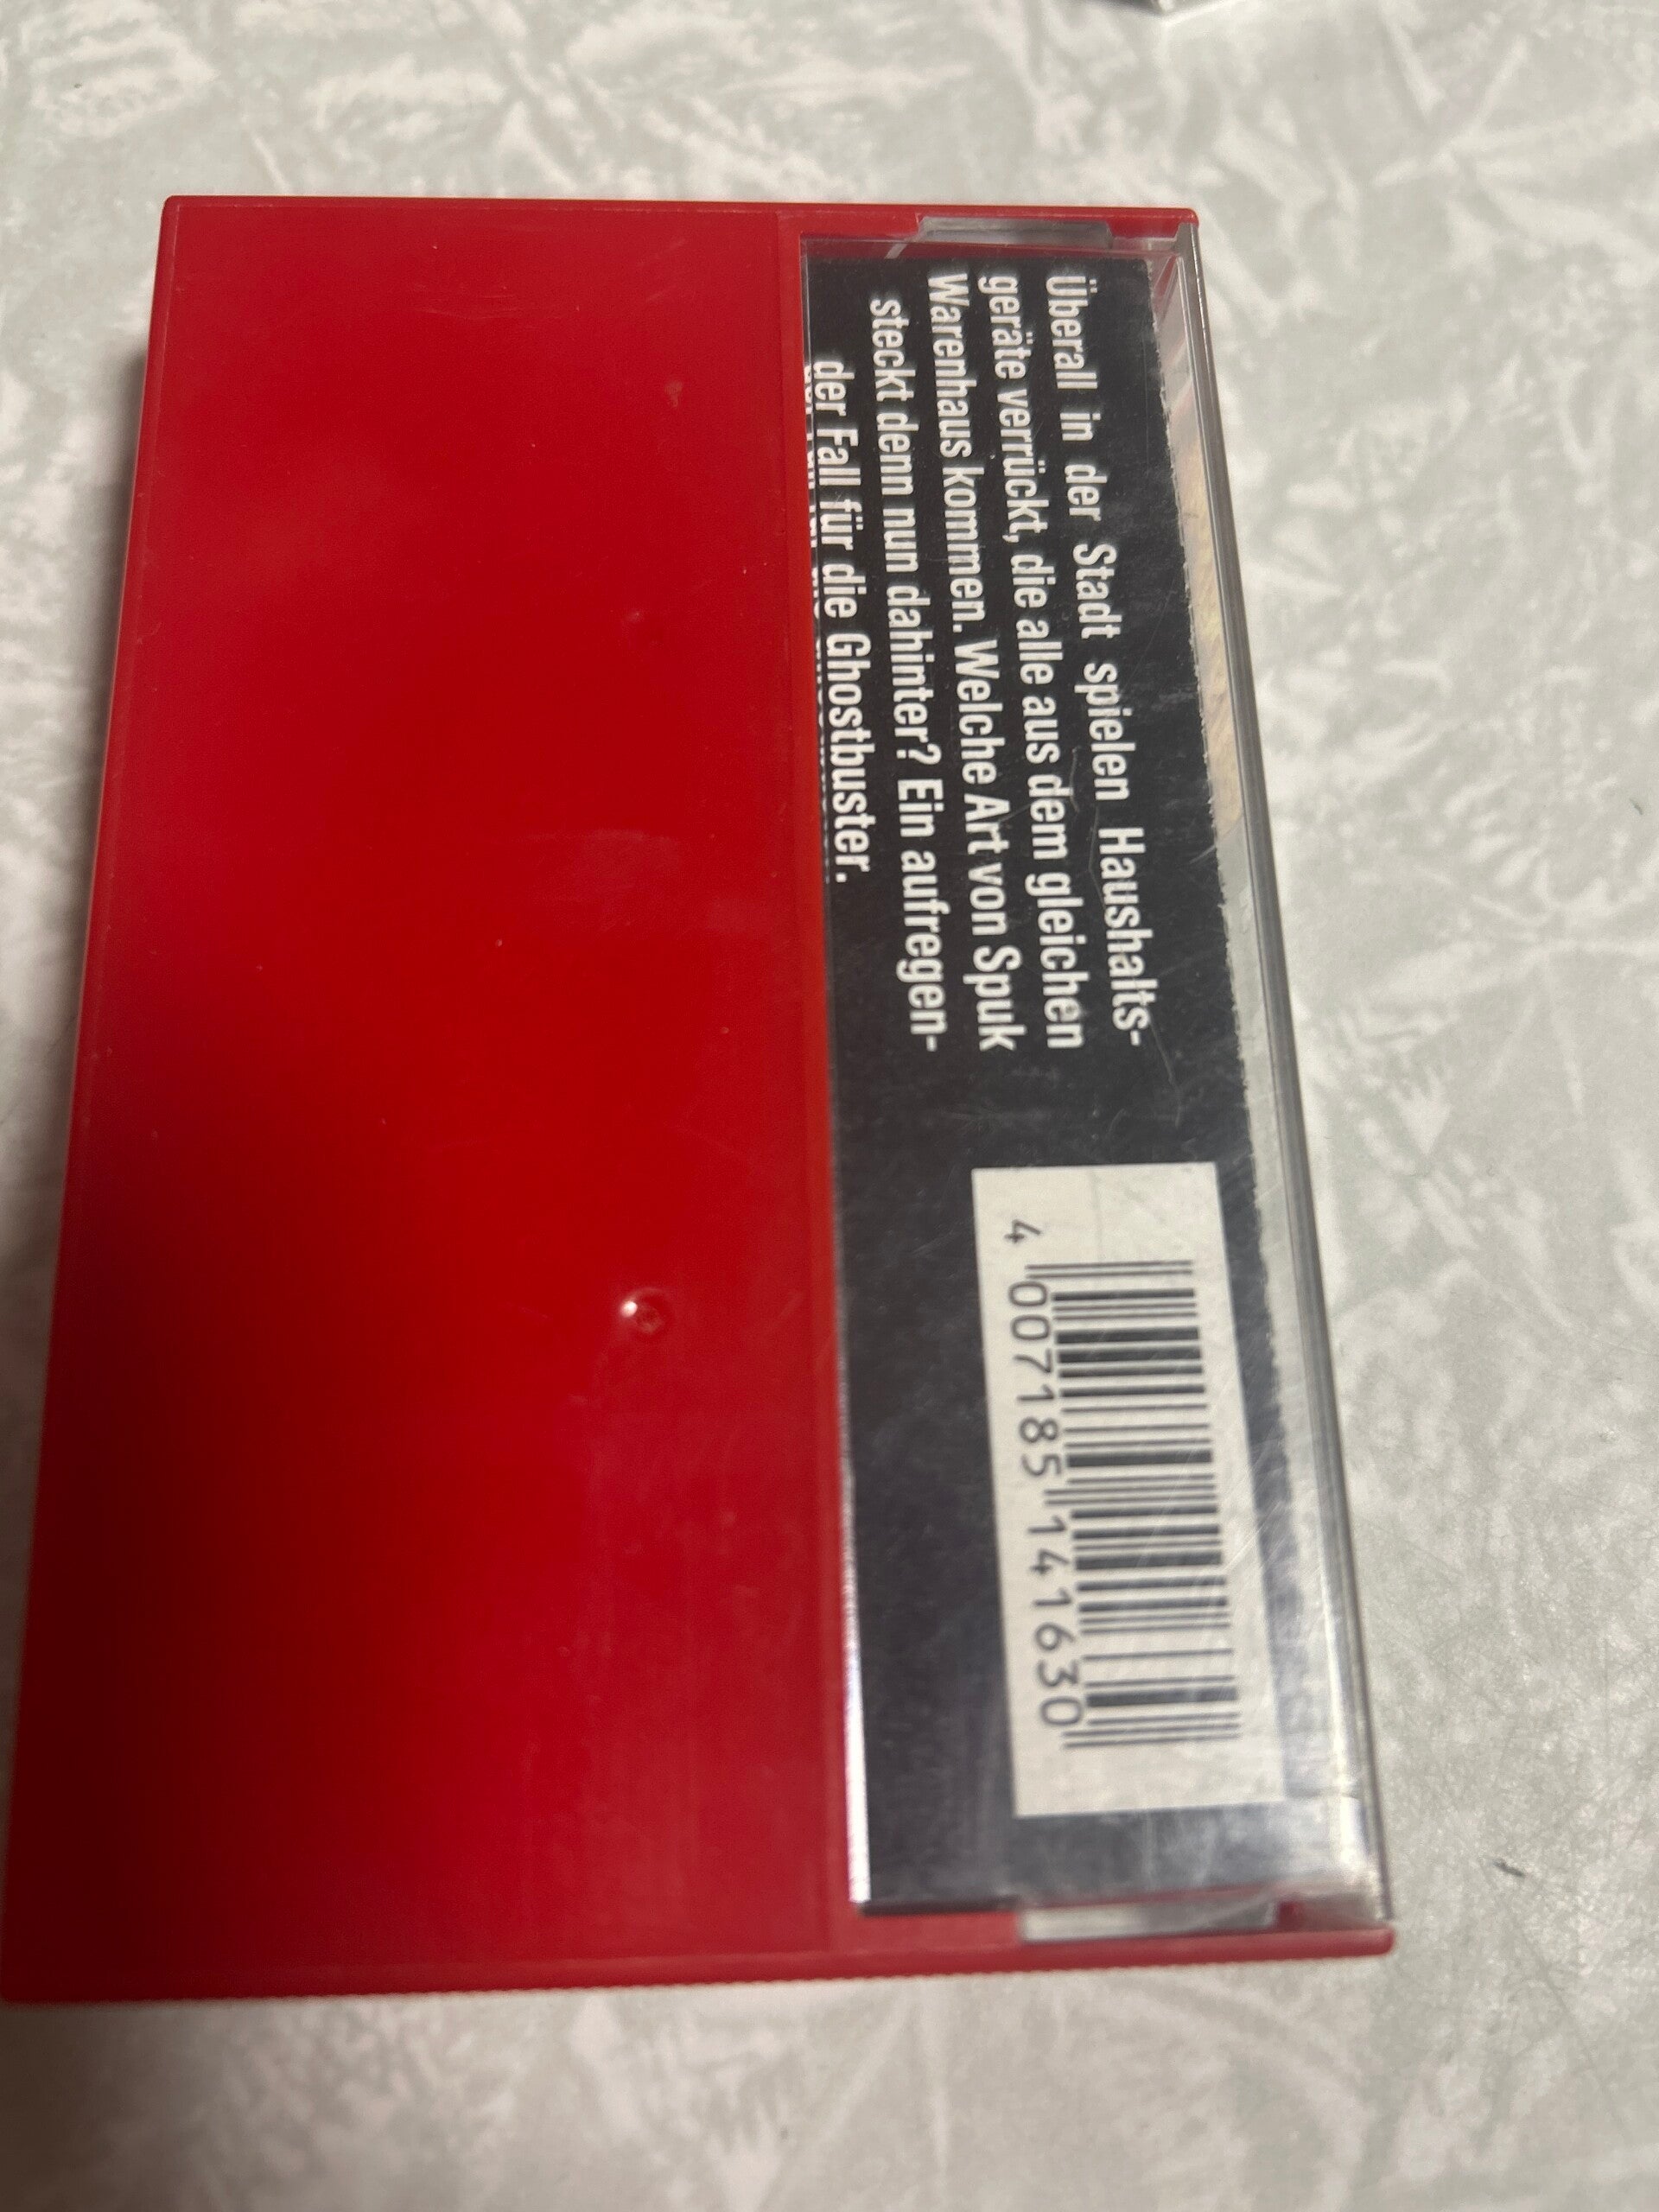 Überall in der Stadt spielen Haushalts-
geräte verrückt, die alle aus dem gleichen
Warenhaus kommen. Welche Art von Spuk
steckt denn nun dahinter? Ein aufregen-
der Fall für die Ghostbuster.
4 007185 141630